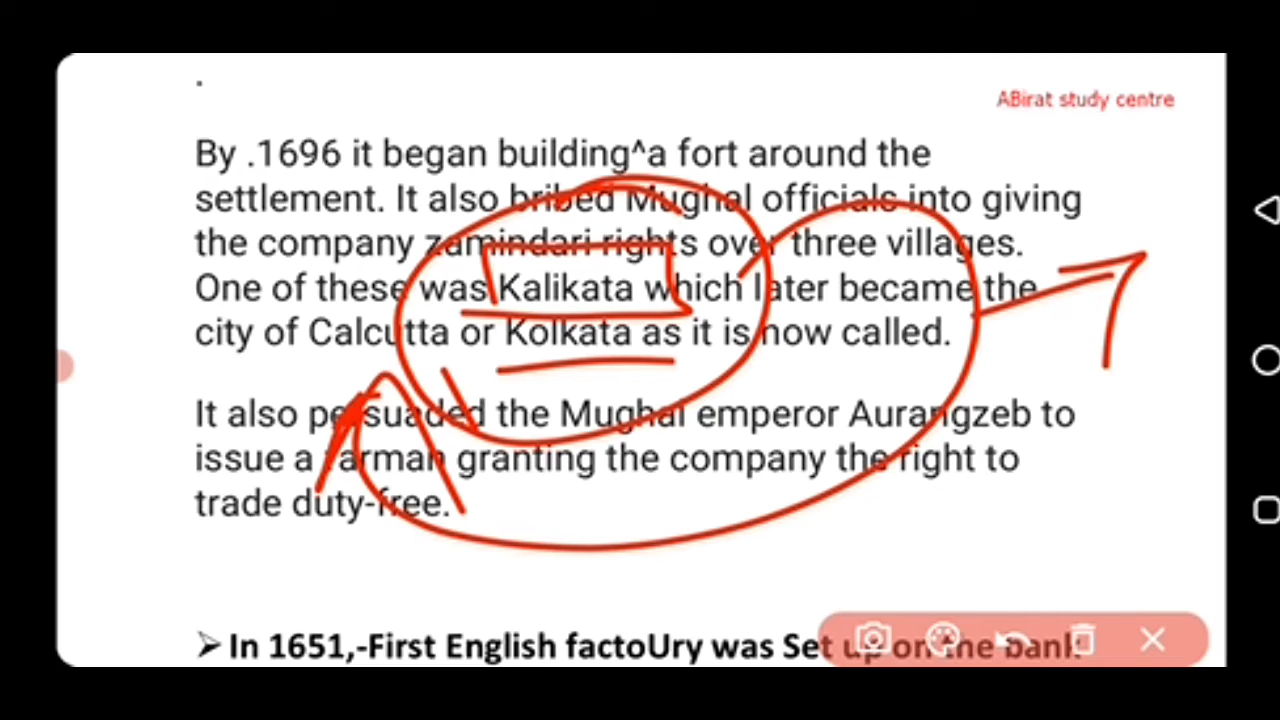 .
ABirat study centre
By .1696 it began building^a fort around the
settlement. It also bribed Mughal officials into giving
the company zamindari rights over three villages.
One of these was Kalikata which later became the
city of Calcutta or Kolkata as it is now called.
It also persuaded the Mughal emperor Aurangzeb to
issue a farman granting the company the right to
trade duty-free.
➢ In 1651,-First English factoUry was Set up on the bank